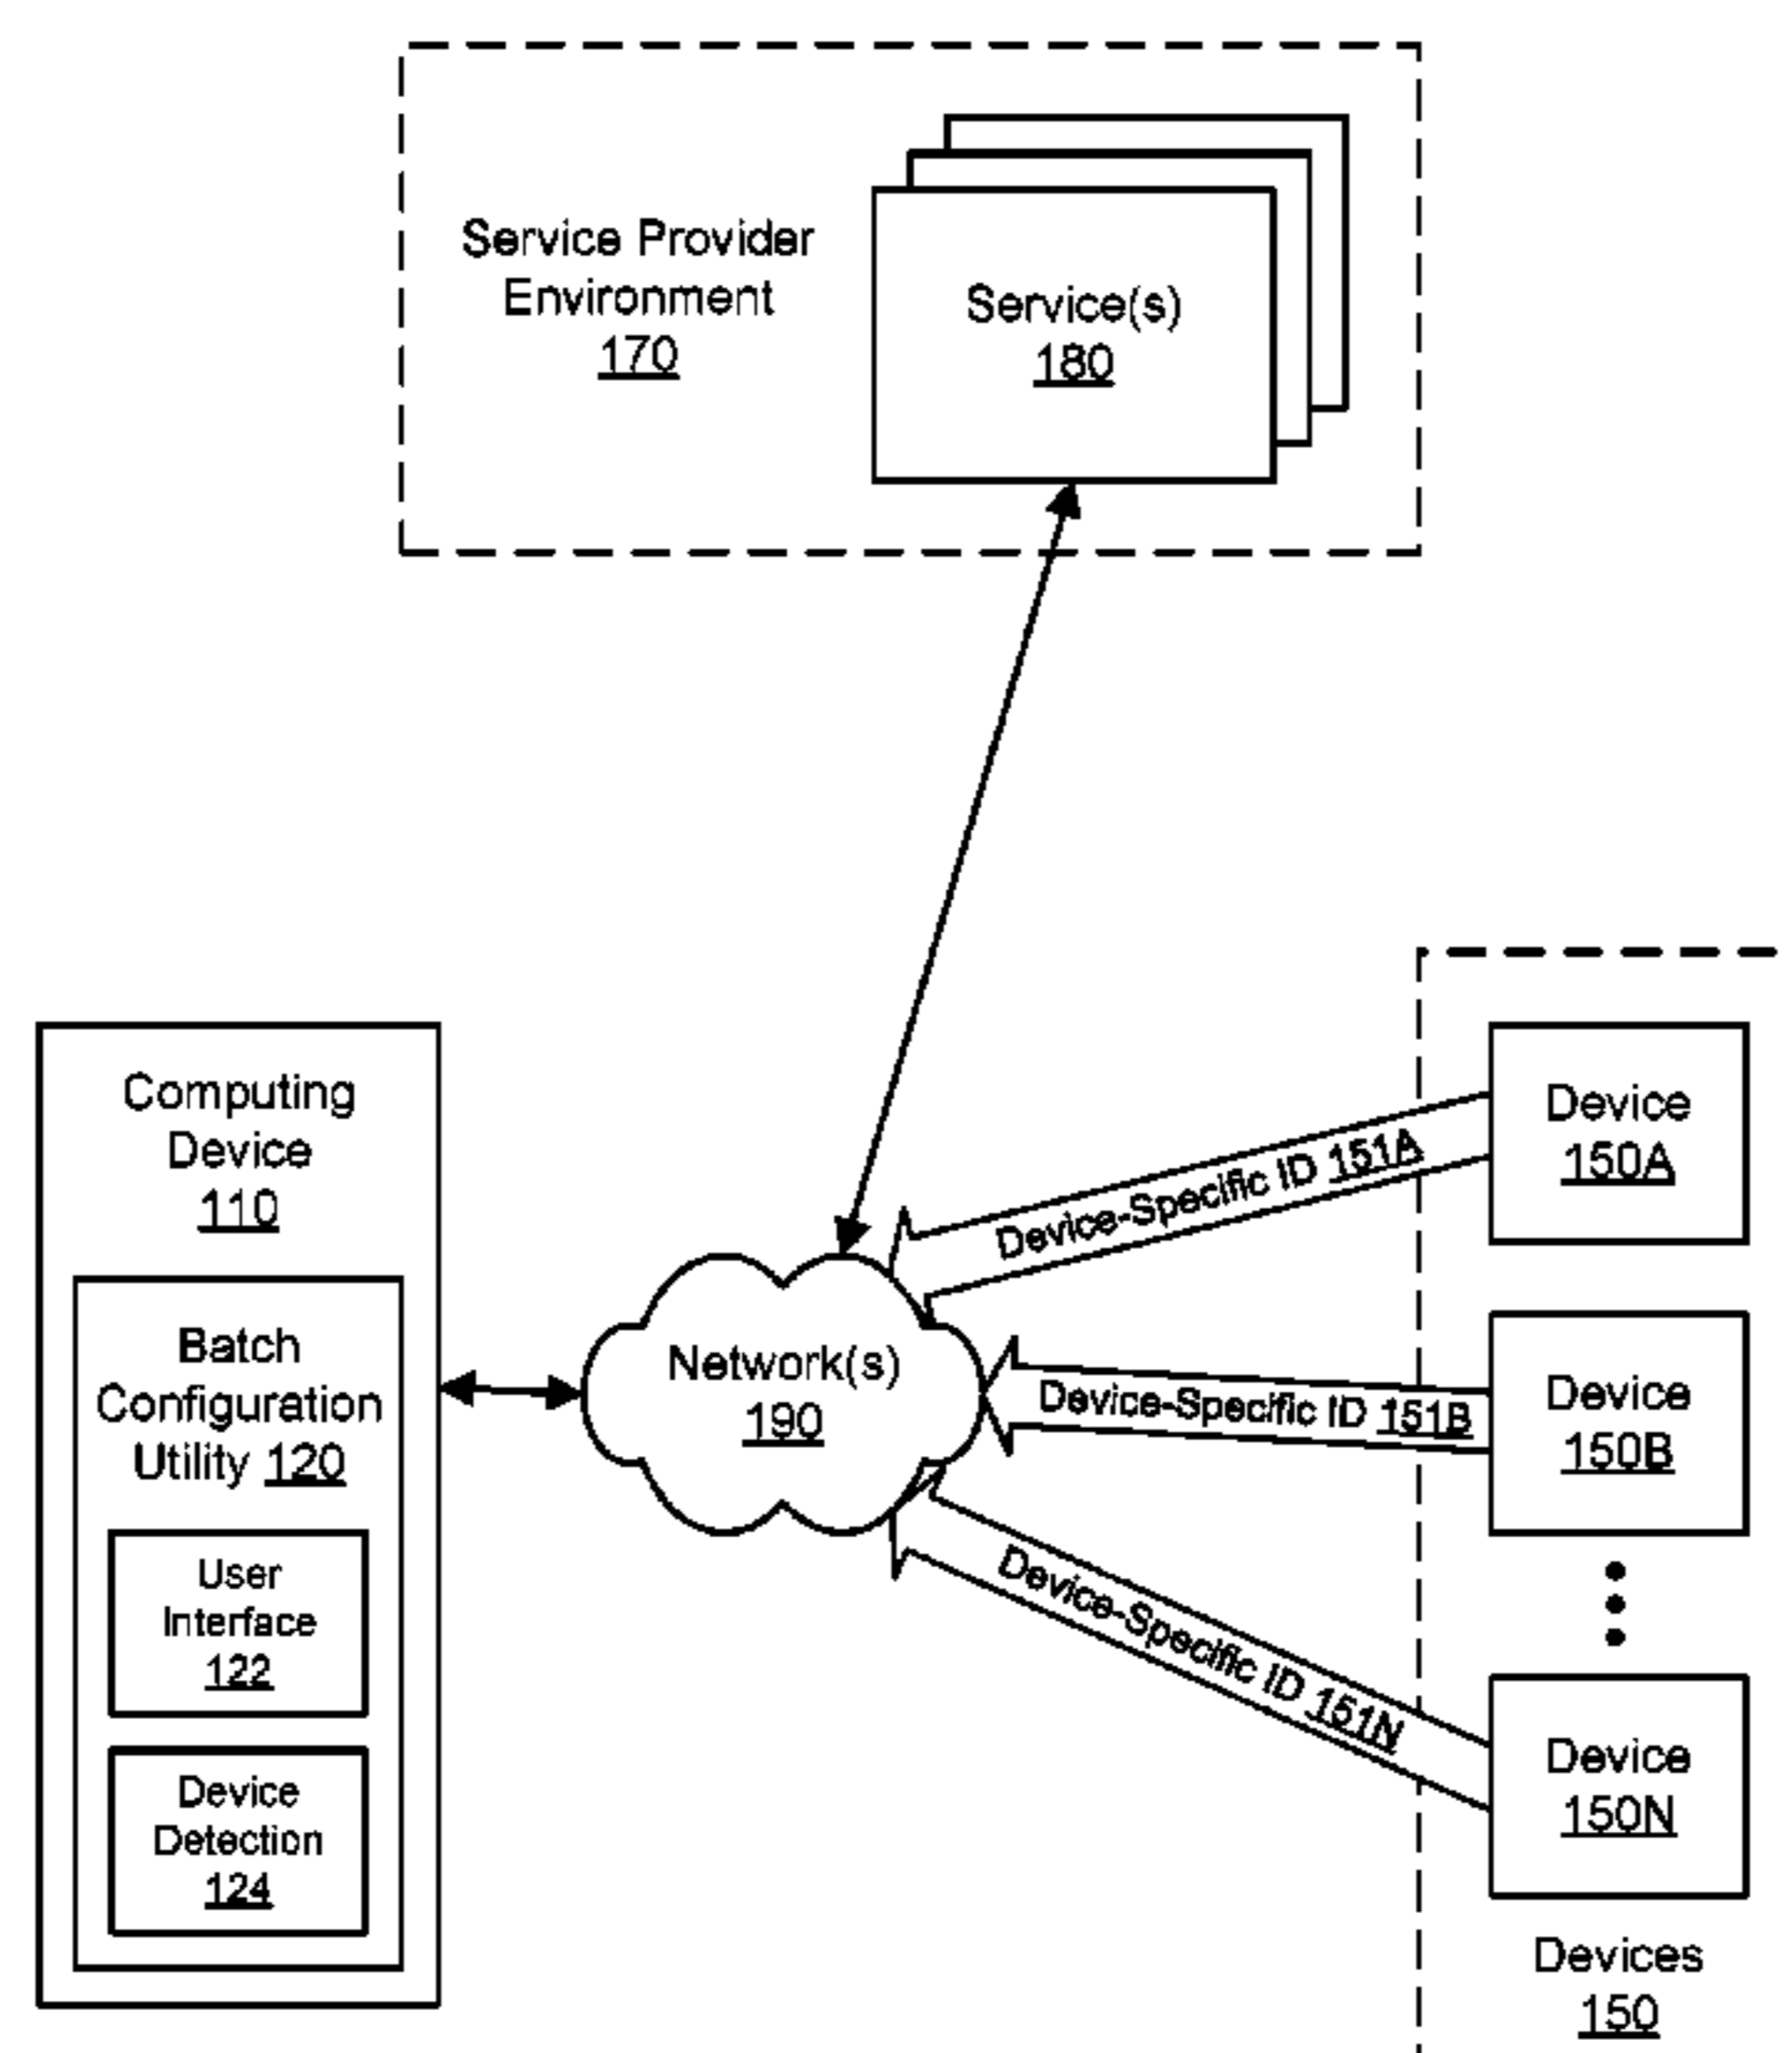 Service Provider
Environment
170
Service(s)
180
Computing
Device
110
Batch
Configuration
Utility 120
User
Interface
122
Device
Detection
124
Network(s)
190
Device-Specific ID 151A
Device-Specific ID 151B
Device-Specific ID 151N
Device
150A
Device
150B
Device
150N
Devices
150